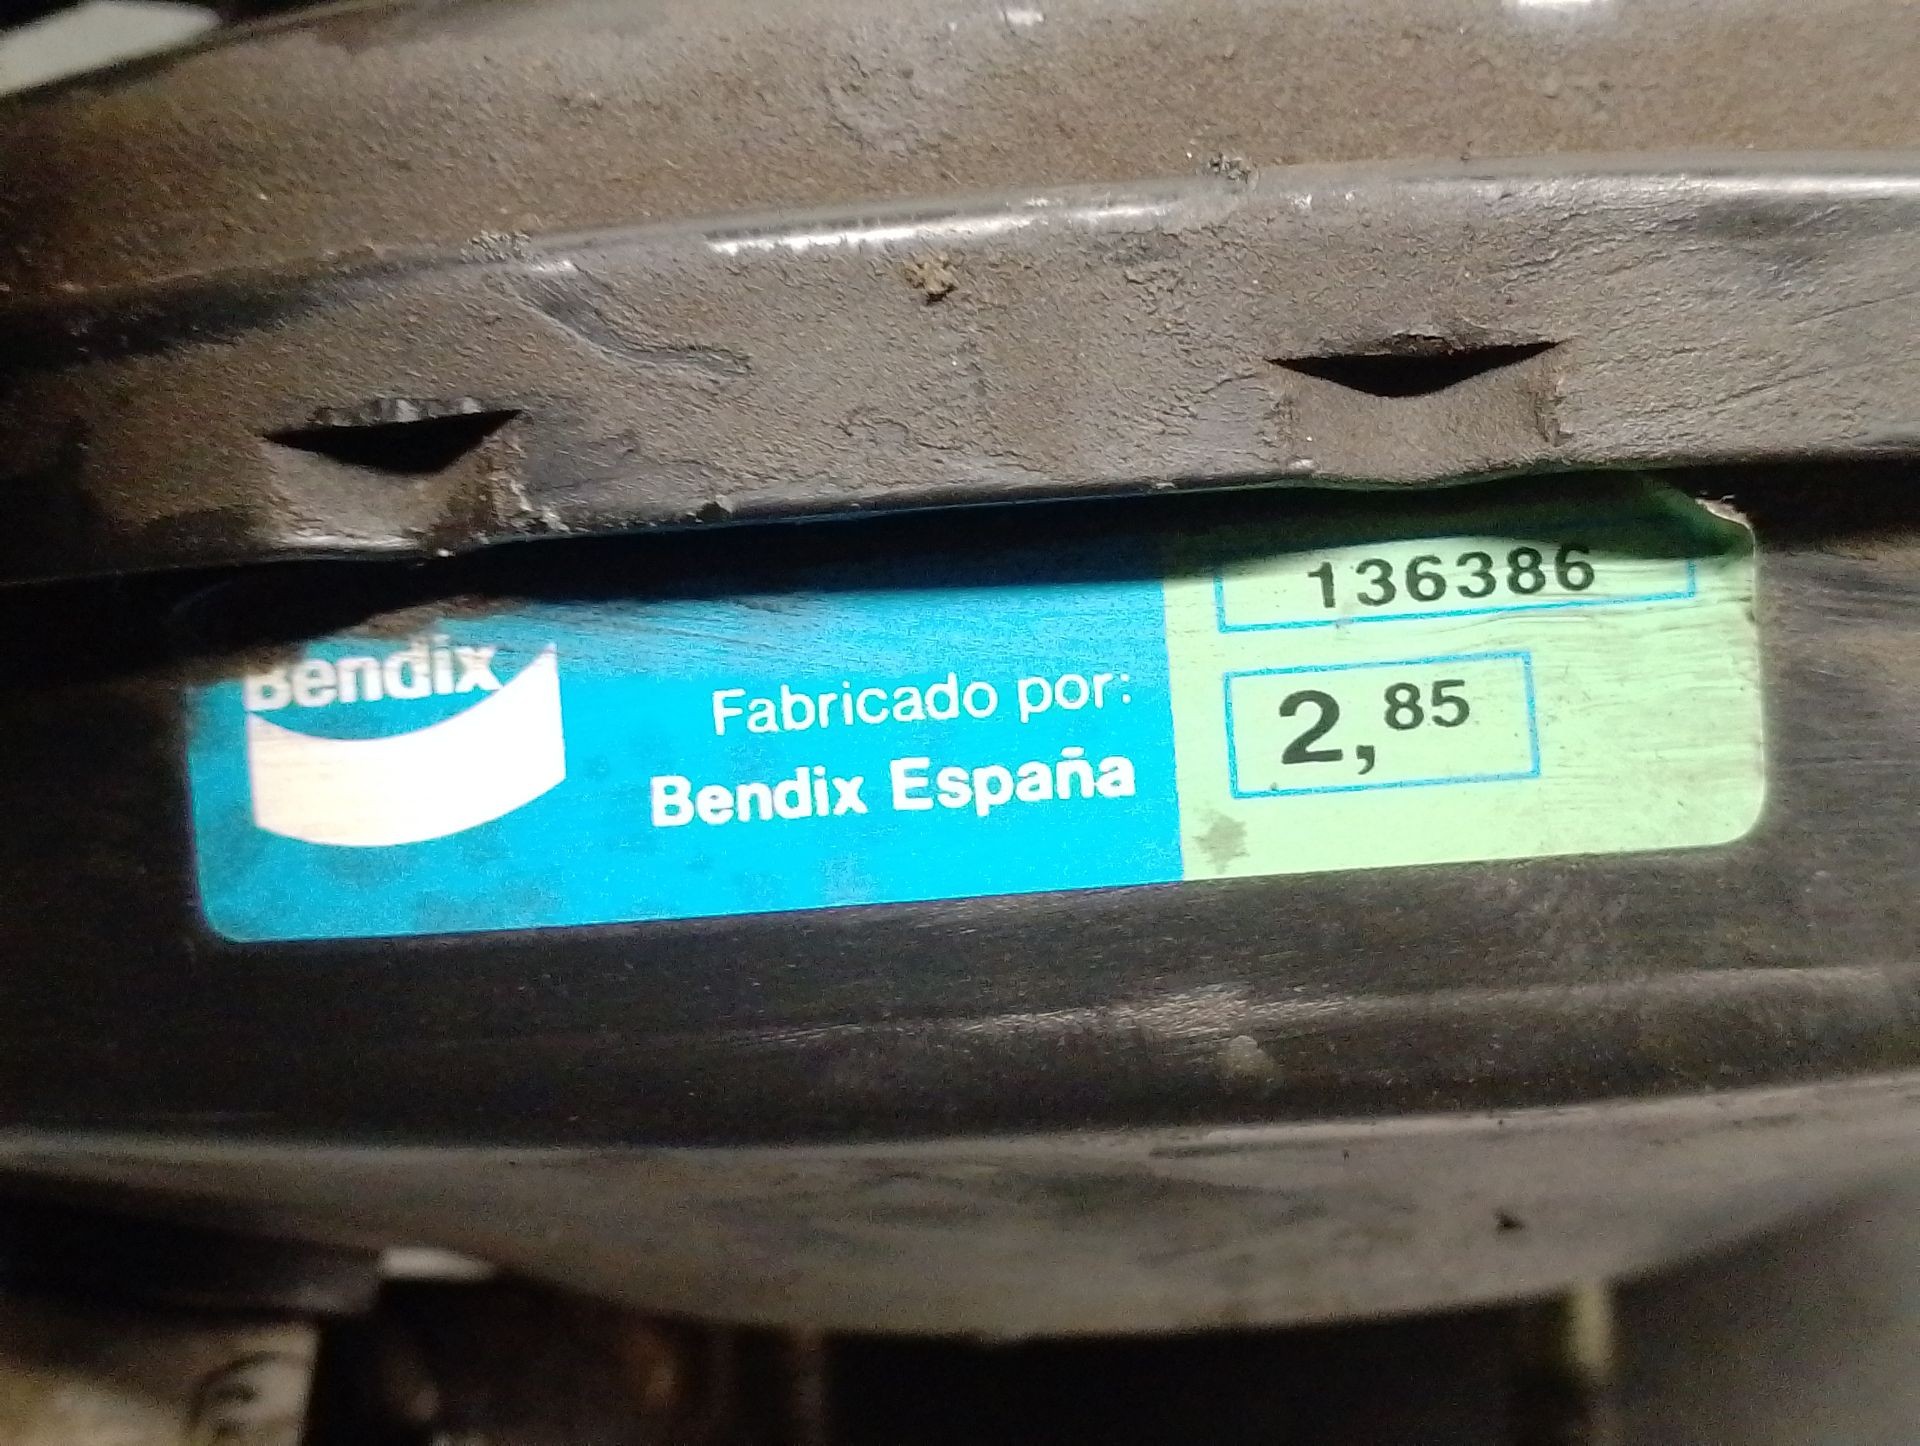 136386
Bendix
Fabricado por:
Bendix España
2,85